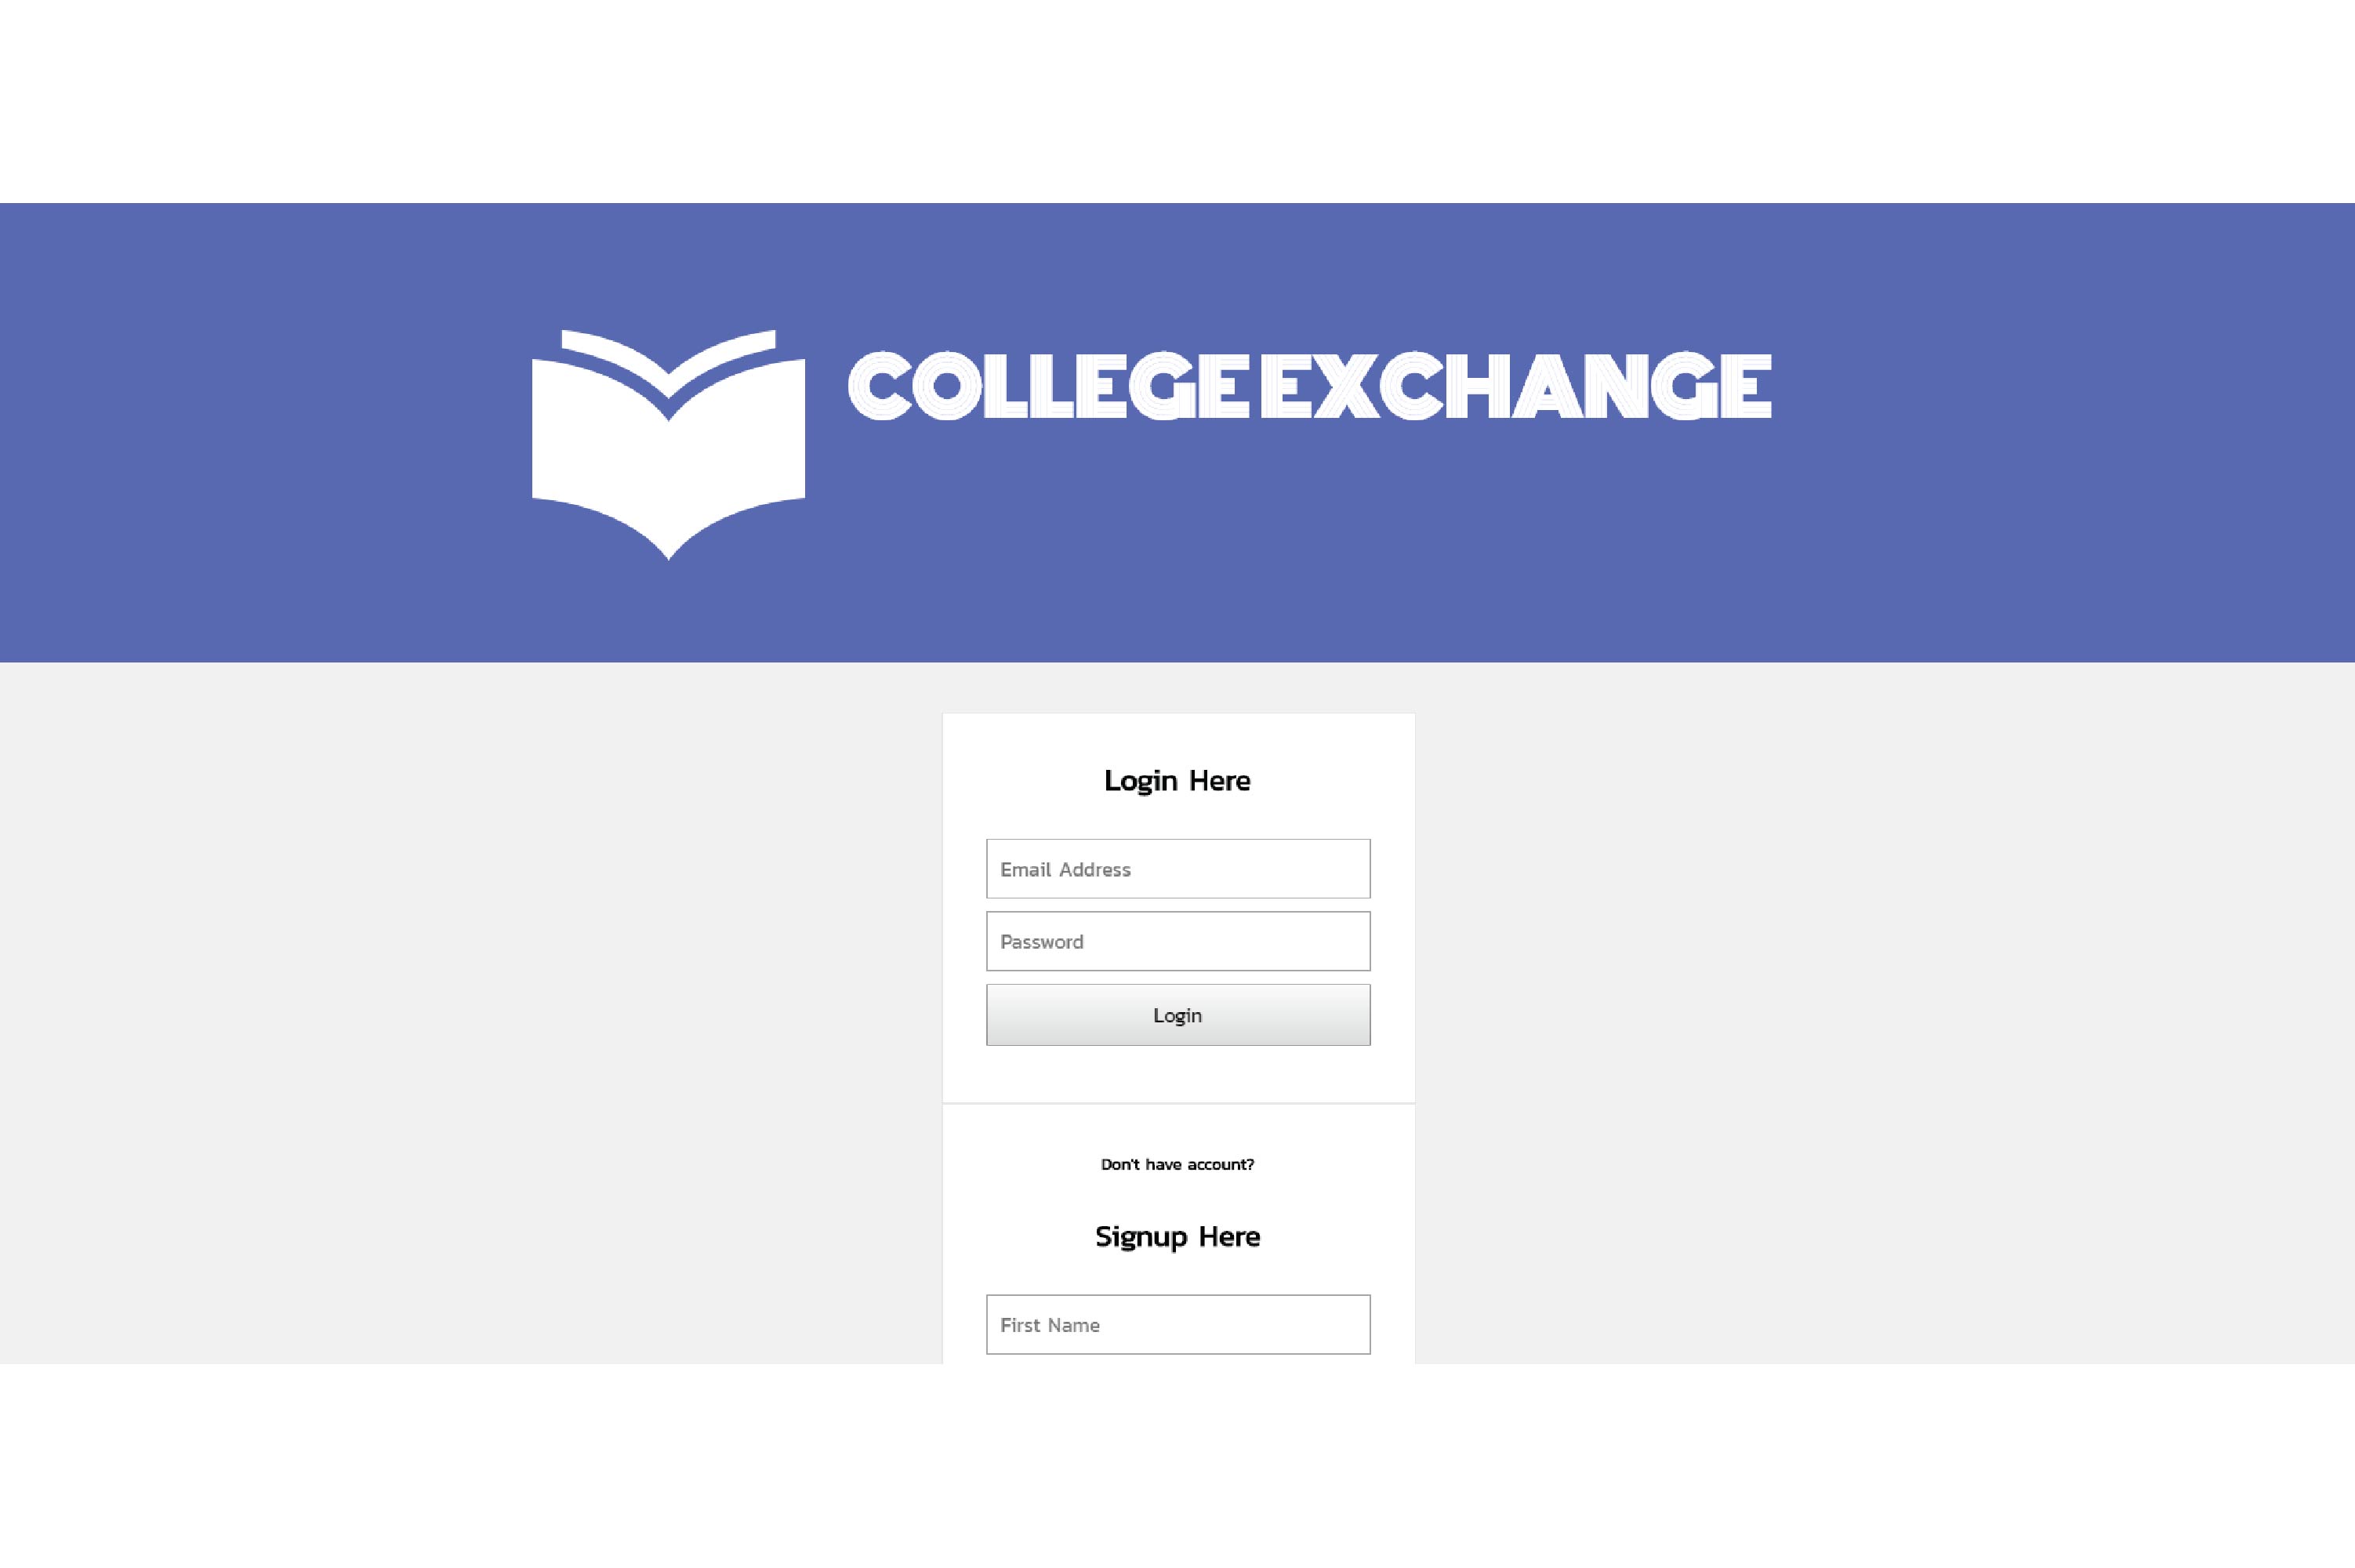 COLLEGE EXCHANGE
Login Here
Email Address
Password
Login
Don't have account?
Signup Here
First Name